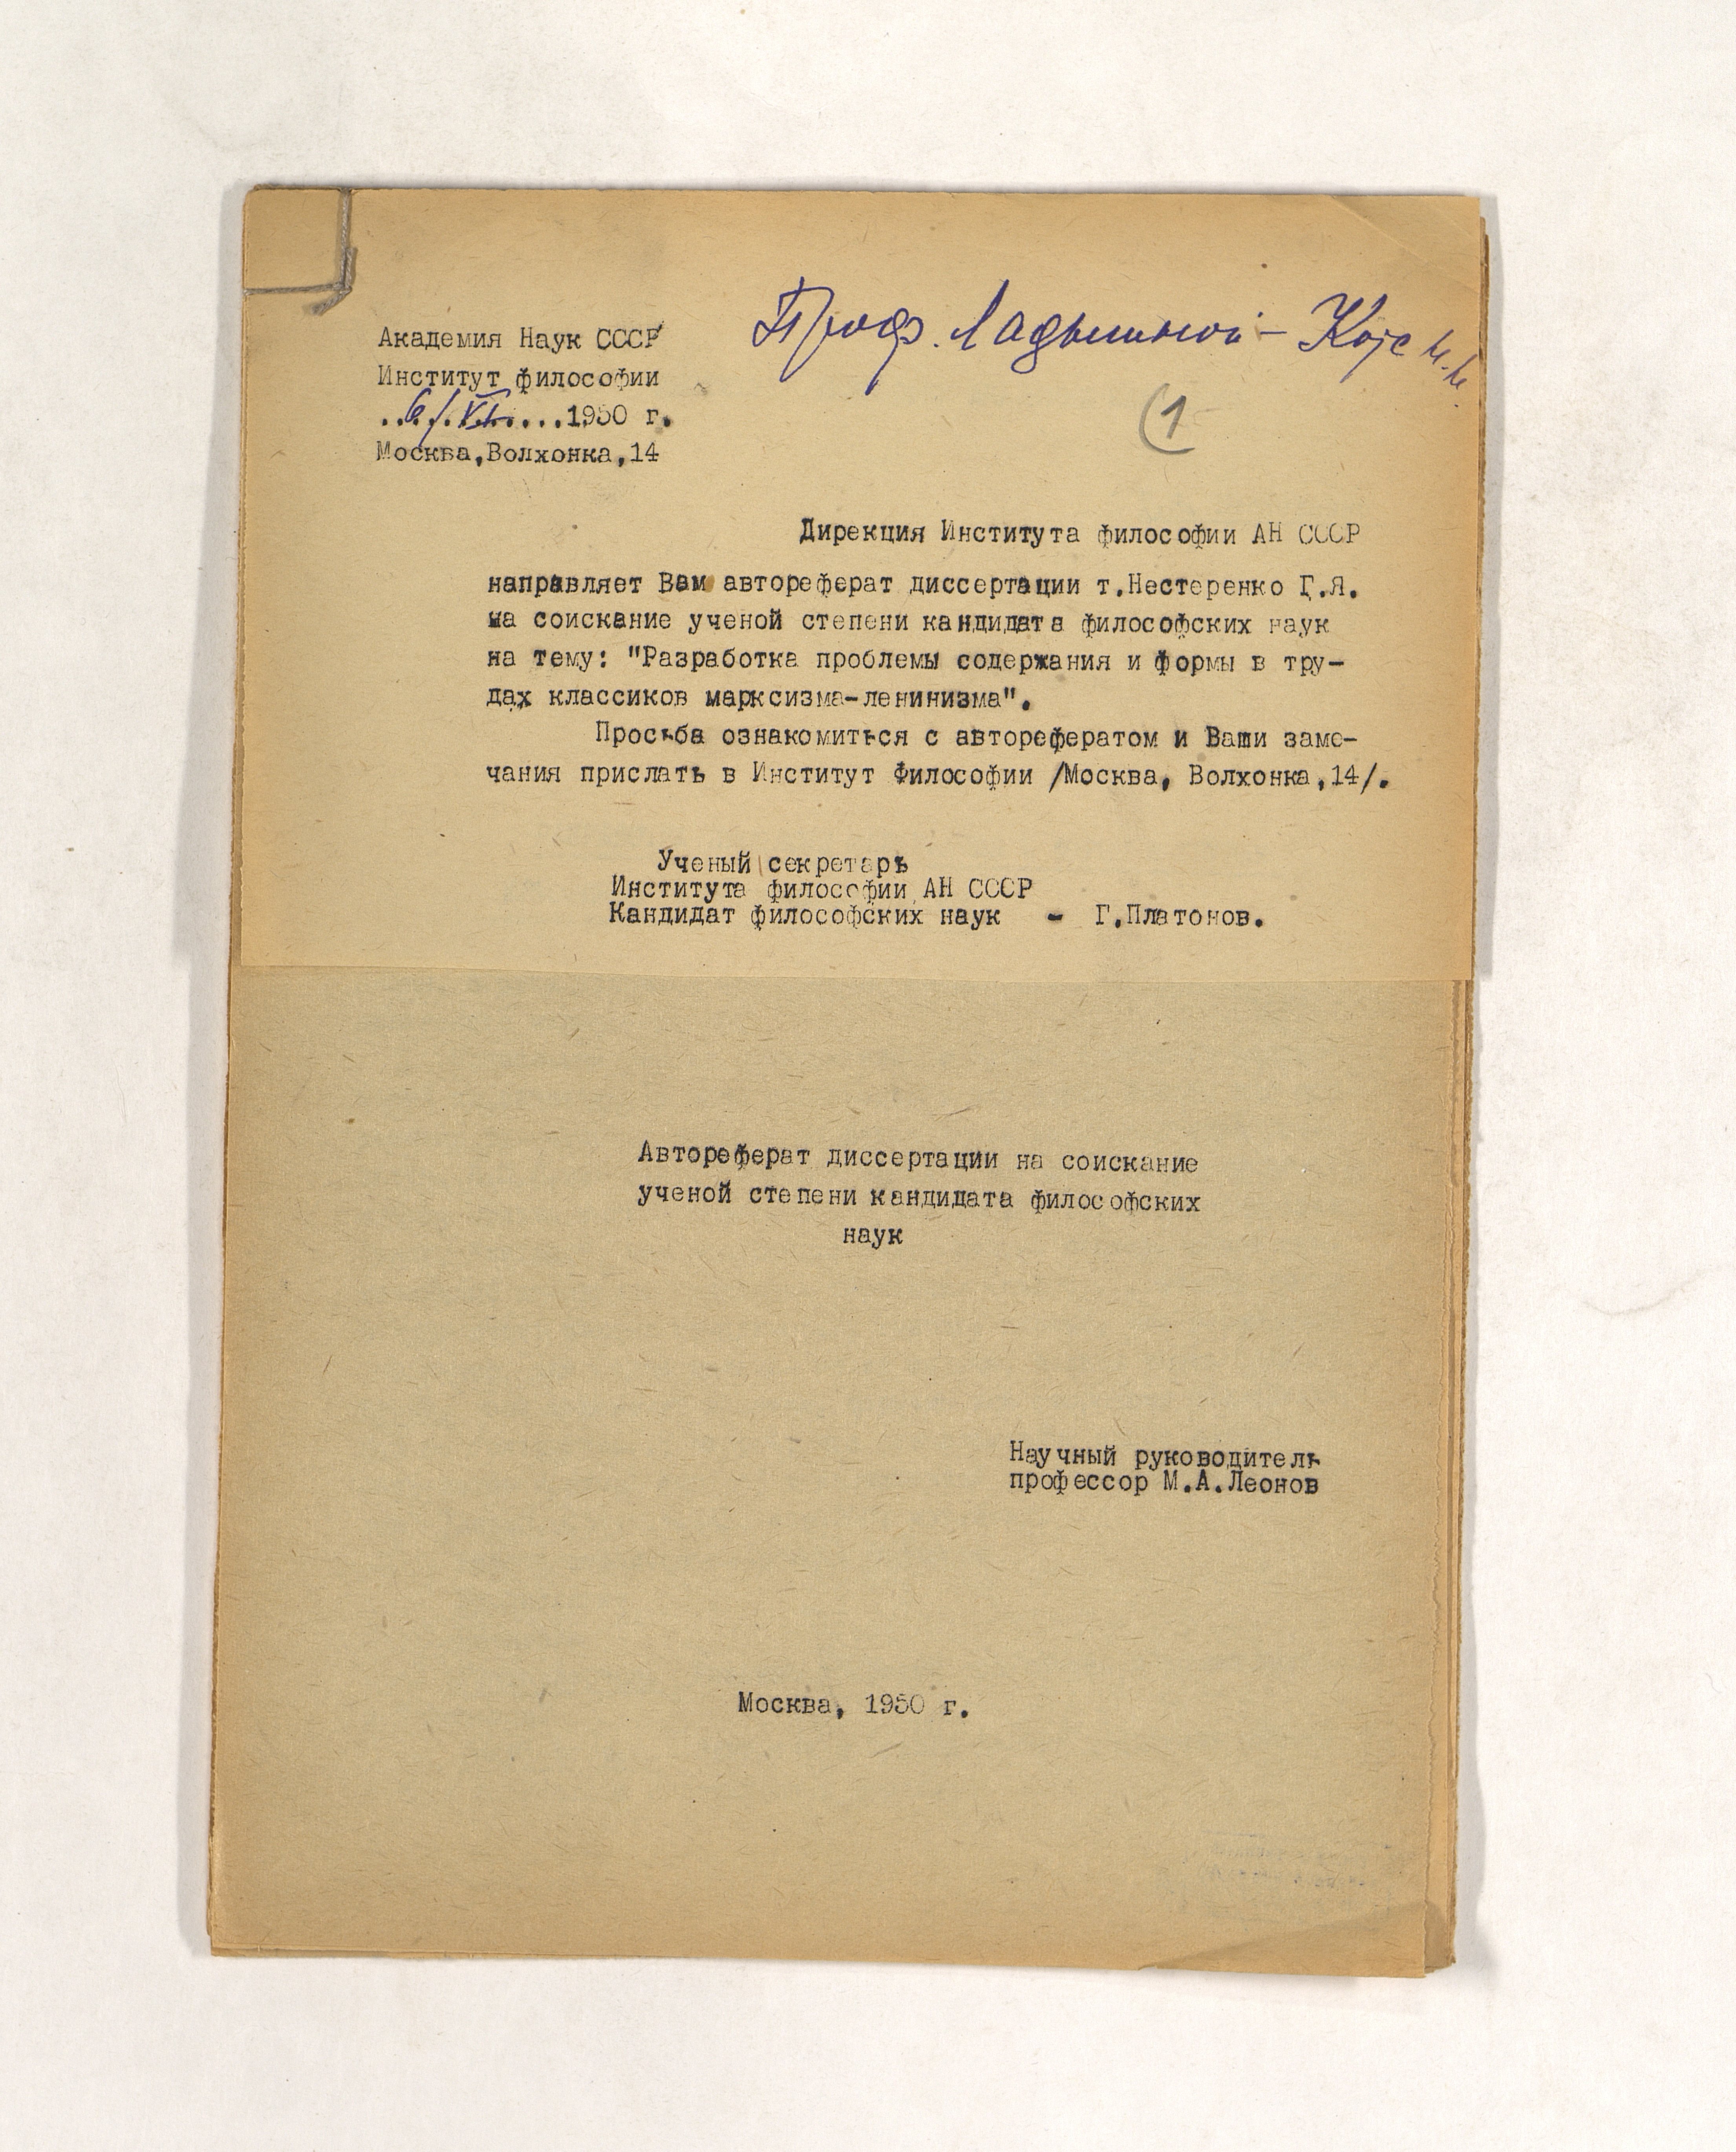 Проф. Ладыгиной - Котс Н.Н.
1
Академия Наук СССР
Институт философии
..6/VI....1950 г.
Москва,Волхонка,14
Дирекция Института философии АН СССР
направляет Вам автореферат диссертации т.Нестеренко Г.Я.
на соискание ученой степени кандидата философских наук
на тему: "Разработка проблемы содержания и формы в тру-
дах классиков марксизма-ленинизма".
Просьба ознакомиться с авторефератом и Ваши заме-
чания прислать в Институт Философии /Москва, Волхонка,14/.
Ученый секретарь
Института философии АН СССР
Кандидат философских наук - Г.Платонов.
Автореферат диссертации на соискание
ученой степени кандидата философских
наук
Научный руководитель
профессор М.А.Леонов
Москва, 1950 г.